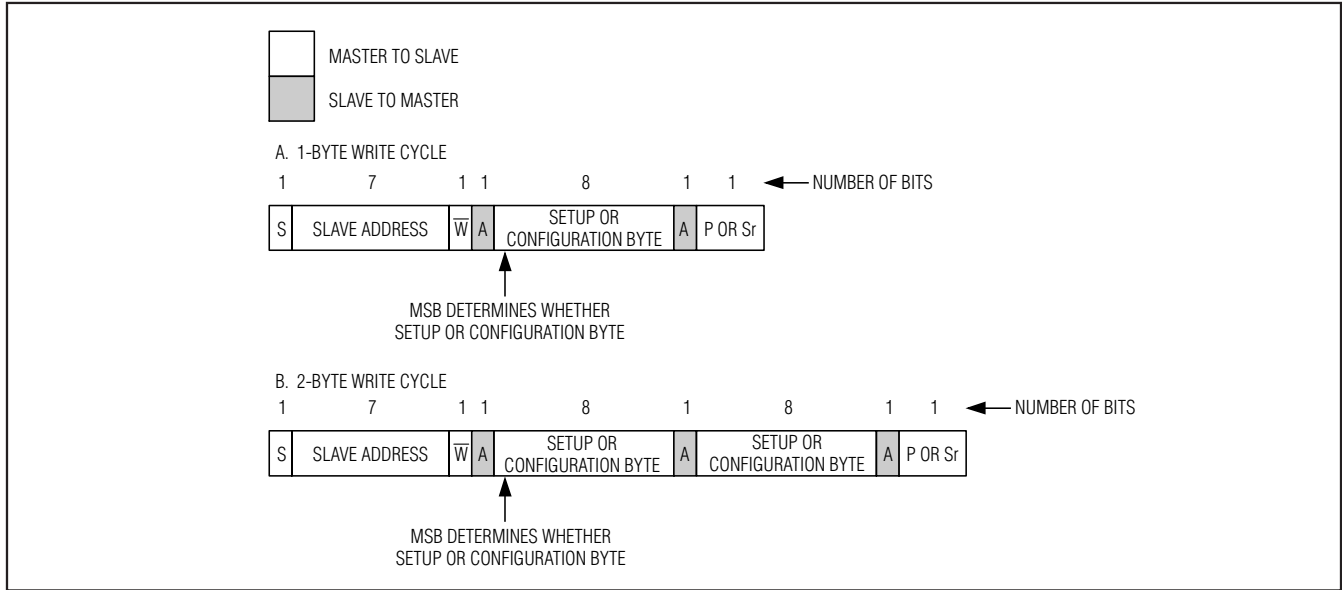 MASTER TO SLAVE
SLAVE TO MASTER
A. 1-BYTE WRITE CYCLE
1 7 1 1 8 1 1 NUMBER OF BITS
S SLAVE ADDRESS W̅ A SETUP OR CONFIGURATION BYTE A P OR Sr
MSB DETERMINES WHETHER
SETUP OR CONFIGURATION BYTE
B. 2-BYTE WRITE CYCLE
1 7 1 1 8 1 8 1 1 NUMBER OF BITS
S SLAVE ADDRESS W̅ A SETUP OR CONFIGURATION BYTE A SETUP OR CONFIGURATION BYTE A P OR Sr
MSB DETERMINES WHETHER
SETUP OR CONFIGURATION BYTE